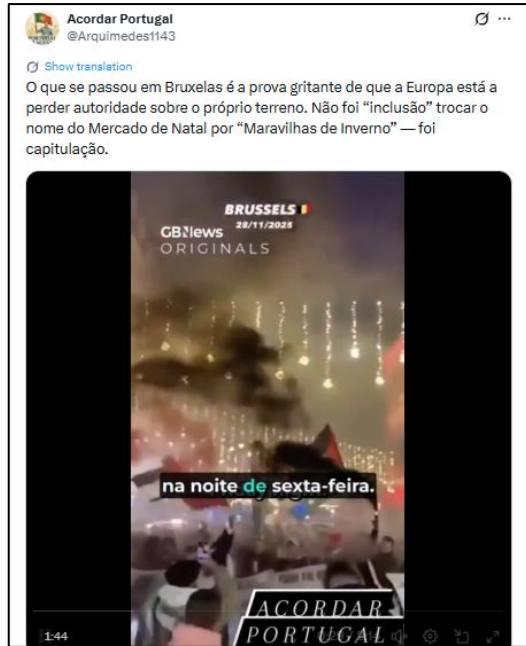 Acordar Portugal
@Arquimedes1143
Show translation
O que se passou em Bruxelas é a prova gritante de que a Europa está a
perder autoridade sobre o próprio terreno. Não foi “inclusão” trocar o
nome do Mercado de Natal por “Maravilhas de Inverno” — foi
capitulação.
BRUSSELS
28/11/2025
GBNews
ORIGINALS
na noite de sexta-feira.
ACORDAR
PORTUGAL
1:44